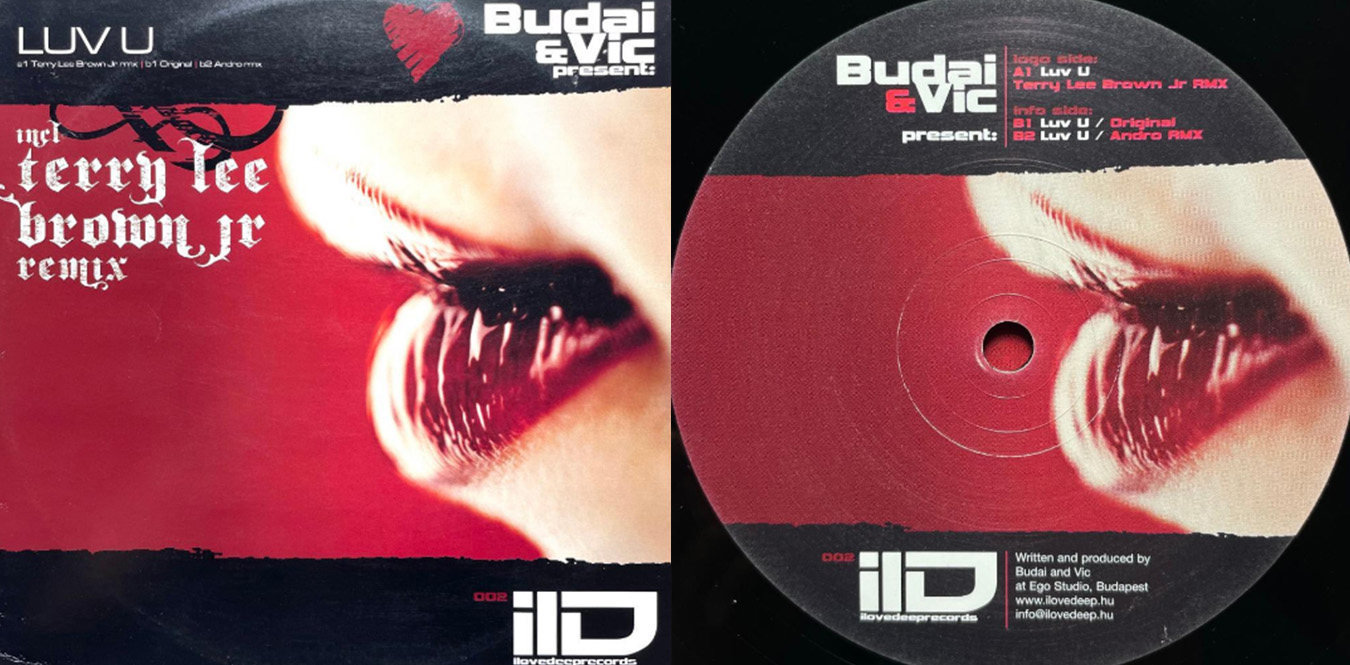 LUV U
a1 Terry Lee Brown Jr rmx | b1 Original | b2 Andro rmx
Budai
&Vic
present:
incl
terry lee
brown jr
remix
002 ilD
ilovedeeprecords
Budai
&Vic
present:
logo side:
A1 Luv U
Terry Lee Brown Jr RMX
info side:
B1 Luv U / Original
B2 Luv U / Andro RMX
002 ilD
ilovedeeprecords
Written and produced by
Budai and Vic
at Ego Studio, Budapest
www.ilovedeep.hu
info@ilovedeep.hu